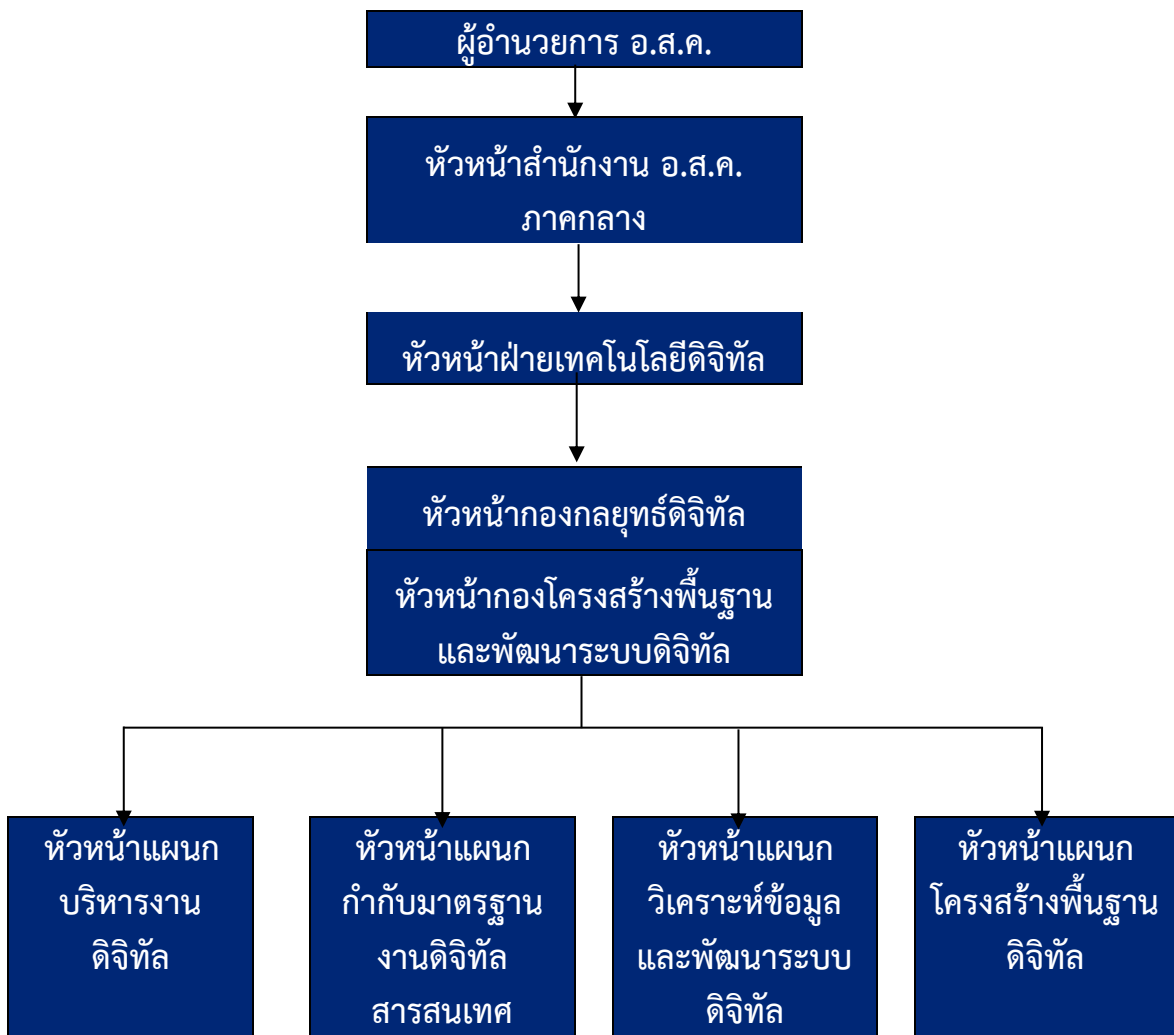 ผู้อำนวยการ อ.ส.ค.
หัวหน้าสำนักงาน อ.ส.ค.
ภาคกลาง
หัวหน้าฝ่ายเทคโนโลยีดิจิทัล
หัวหน้ากองกลยุทธ์ดิจิทัล
หัวหน้ากองโครงสร้างพื้นฐาน
และพัฒนาระบบดิจิทัล
หัวหน้าแผนก
บริหารงาน
ดิจิทัล
หัวหน้าแผนก
กำกับมาตรฐาน
งานดิจิทัล
สารสนเทศ
หัวหน้าแผนก
วิเคราะห์ข้อมูล
และพัฒนาระบบ
ดิจิทัล
หัวหน้าแผนก
โครงสร้างพื้นฐาน
ดิจิทัล